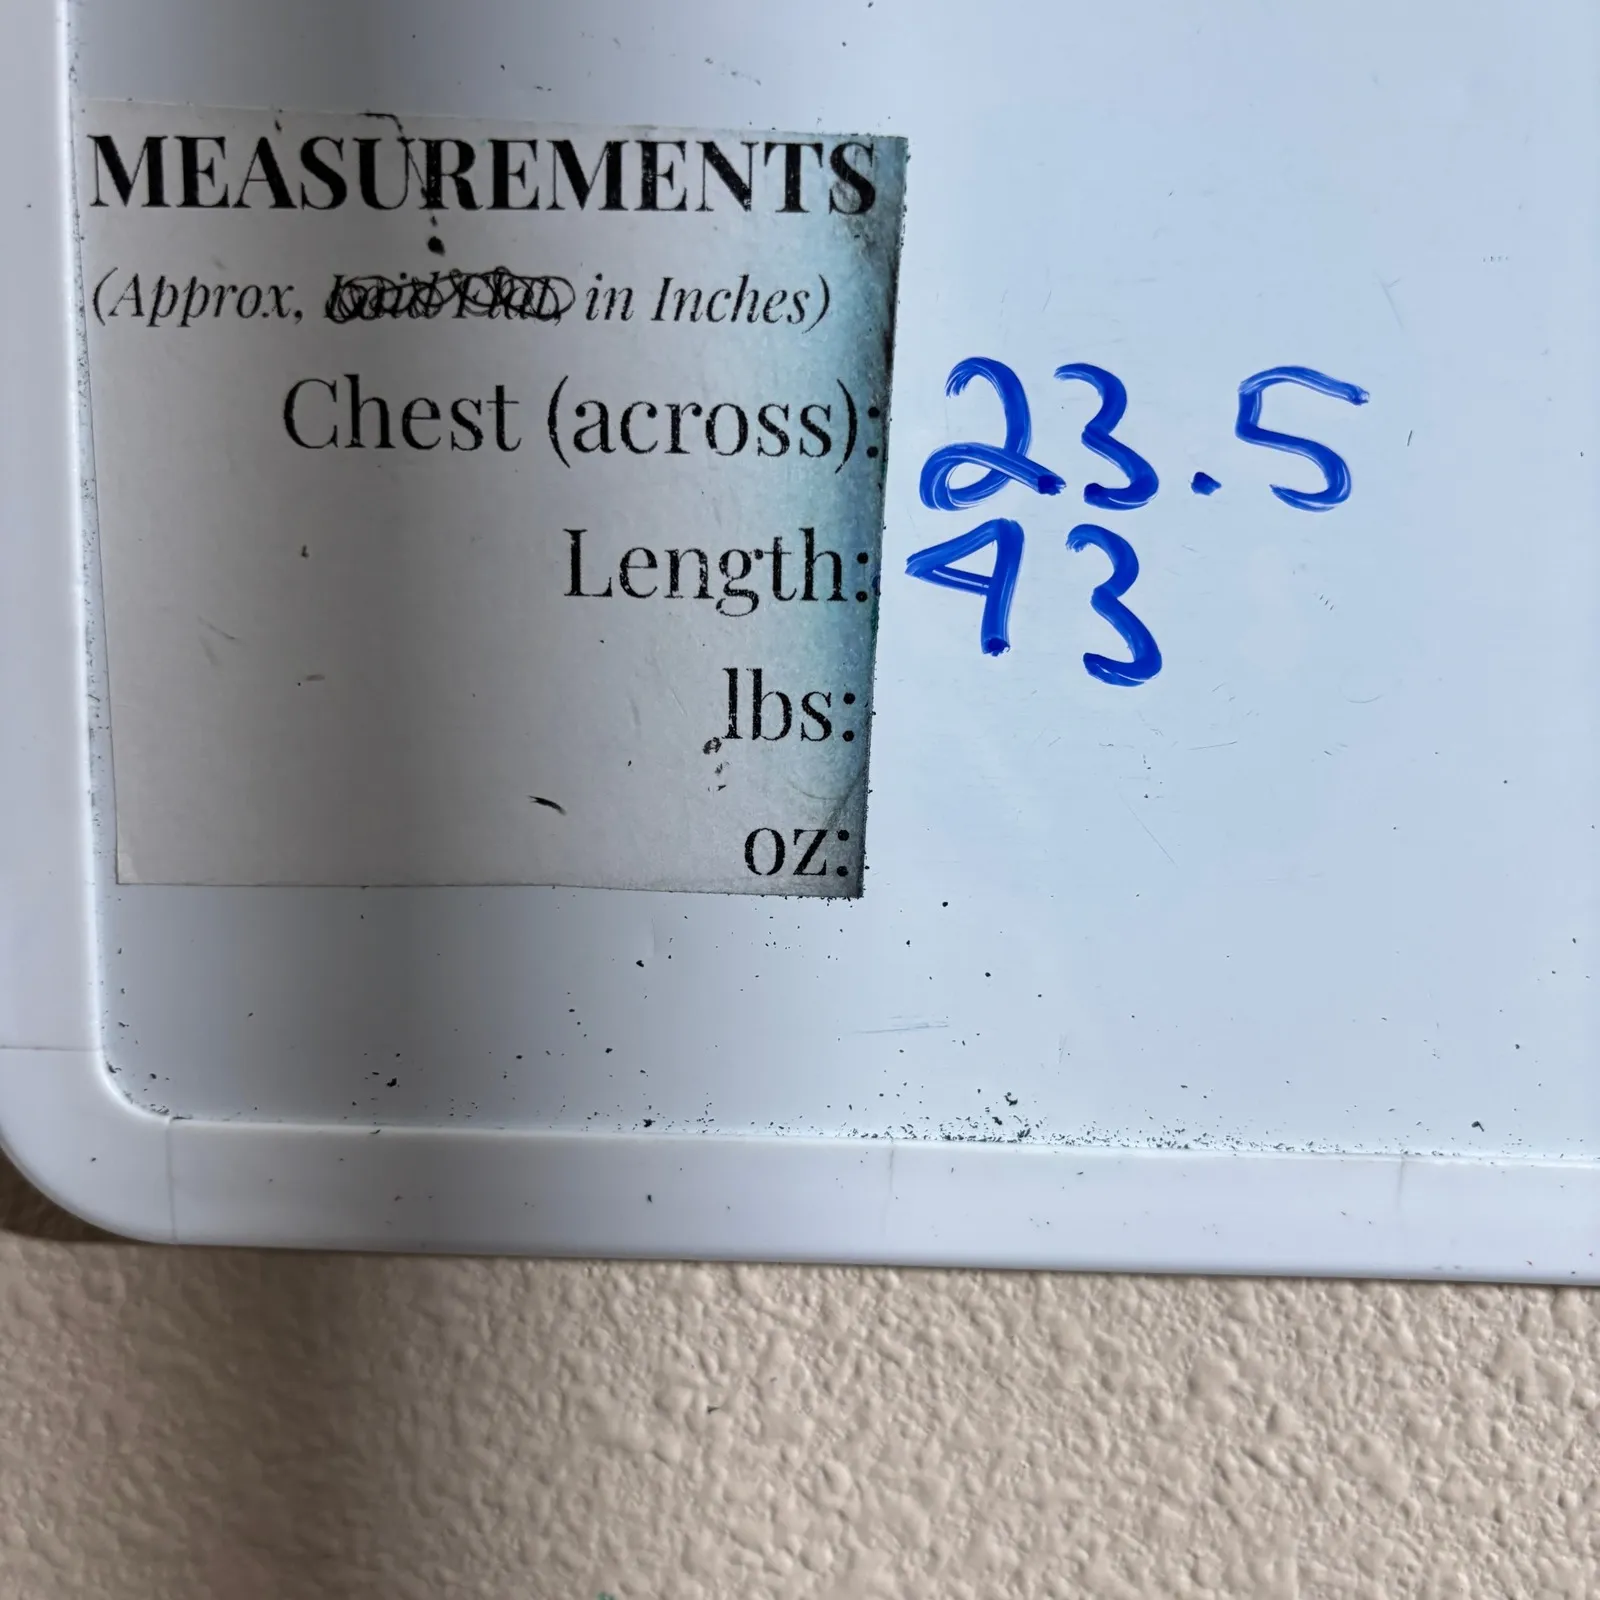 MEASUREMENTS
(Approx, in Inches)
Chest (across): 23.5
Length: 43
lbs:
oz: